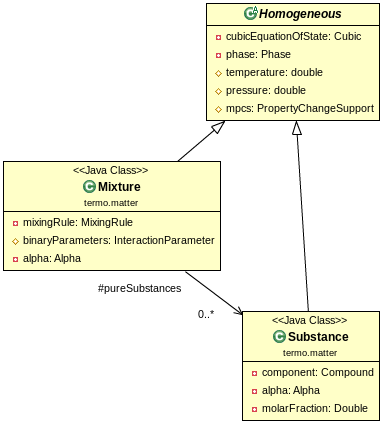 Homogeneous
cubicEquationOfState: Cubic
phase: Phase
temperature: double
pressure: double
mpcs: PropertyChangeSupport
<<Java Class>>
Mixture
termo.matter
mixingRule: MixingRule
binaryParameters: InteractionParameter
alpha: Alpha
#pureSubstances
0..*
<<Java Class>>
Substance
termo.matter
component: Compound
alpha: Alpha
molarFraction: Double